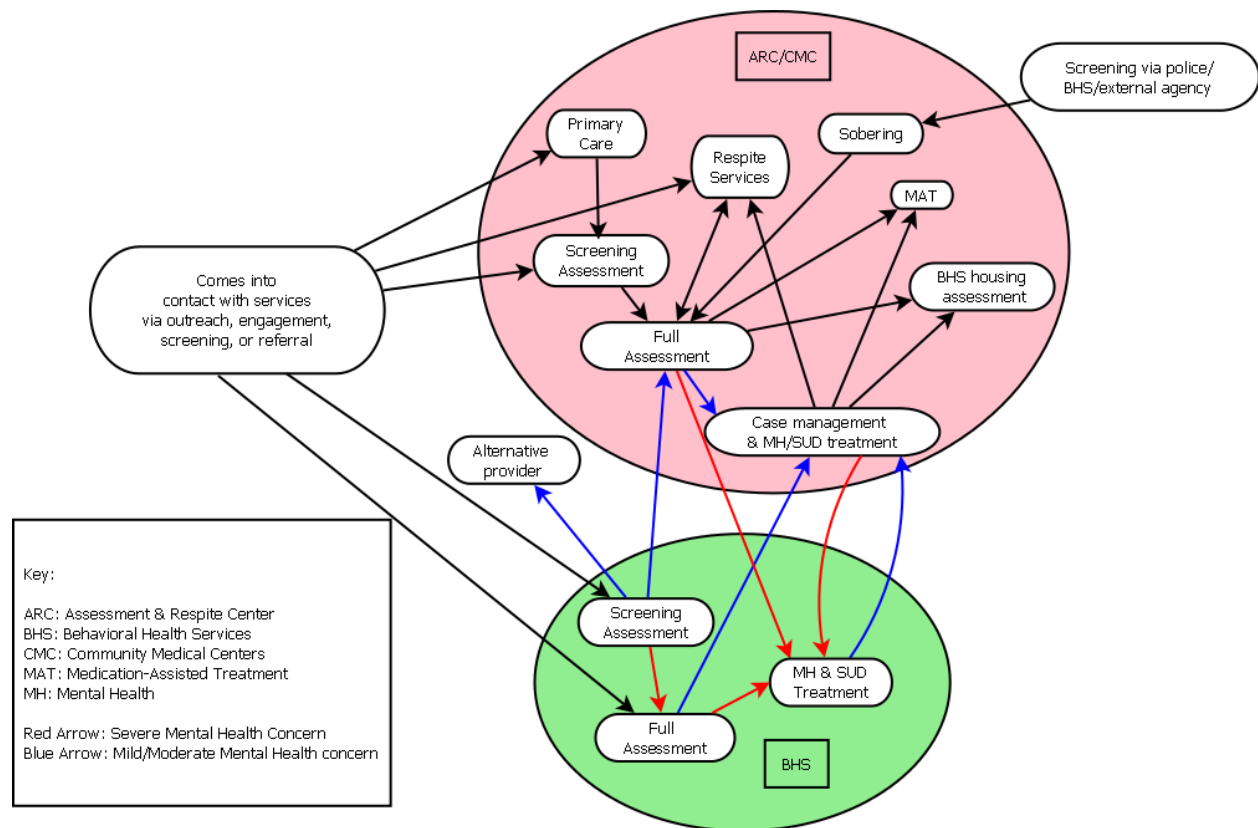 ARC/CMC
Screening via police/
BHS/external agency
Primary
Care
Sobering
Respite
Services
MAT
Screening
Assessment
BHS housing
assessment
Comes into
contact with services
via outreach, engagement,
screening, or referral
Full
Assessment
Case management
& MH/SUD treatment
Alternative
provider
Key:
ARC: Assessment & Respite Center
BHS: Behavioral Health Services
CMC: Community Medical Centers
MAT: Medication-Assisted Treatment
MH: Mental Health
Red Arrow: Severe Mental Health Concern
Blue Arrow: Mild/Moderate Mental Health concern
Screening
Assessment
MH & SUD
Treatment
Full
Assessment
BHS